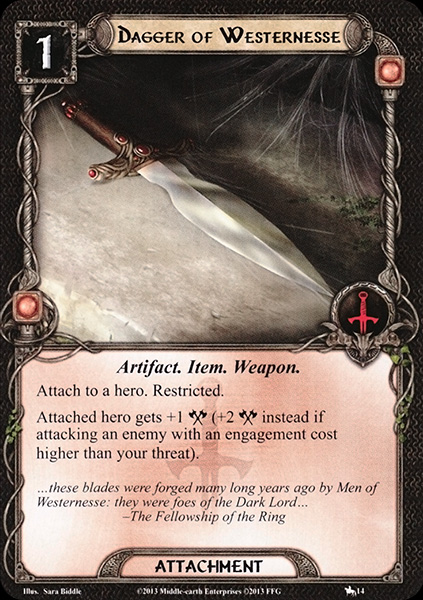 1
DAGGER OF WESTERNESSE
Artifact. Item. Weapon.
Attach to a hero. Restricted.
Attached hero gets +1 (+2 instead if
attacking an enemy with an engagement cost
higher than your threat).
…these blades were forged many long years ago by Men of
Westernesse: they were foes of the Dark Lord…
–The Fellowship of the Ring
ATTACHMENT
Illus. Sara Biddle
©2013 Middle-earth Enterprises ©2013 FFG
14